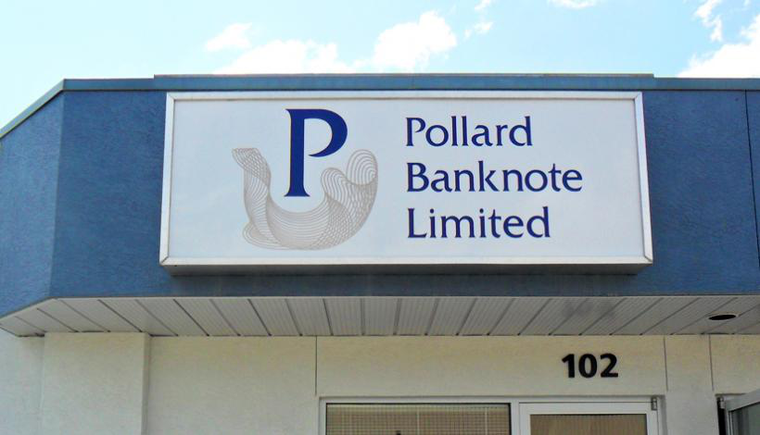 P
Pollard
Banknote
Limited
102